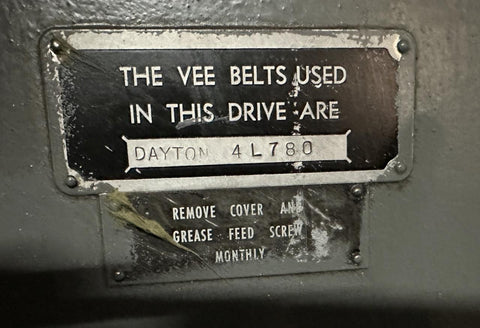 THE VEE BELTS USED
IN THIS DRIVE ARE
DAYTON 4L780
REMOVE COVER AND
GREASE FEED SCREW
MONTHLY